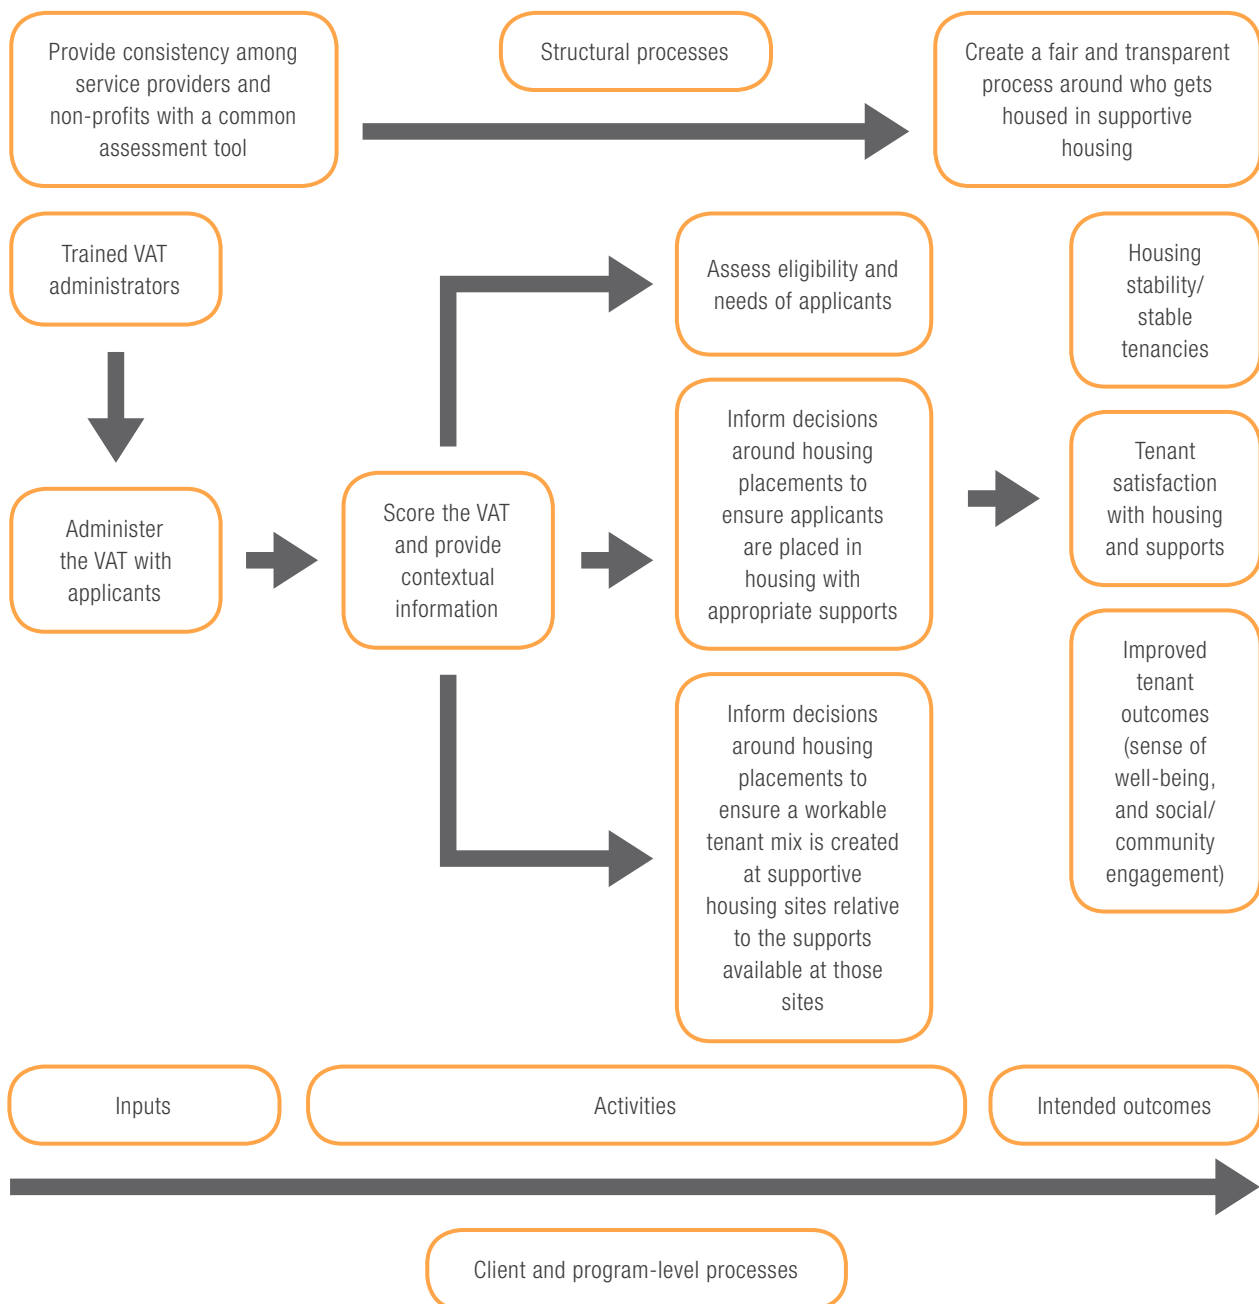 Provide consistency among
service providers and
non-profits with a common
assessment tool
Structural processes
Create a fair and transparent
process around who gets
housed in supportive
housing
Trained VAT
administrators
Assess eligibility and
needs of applicants
Housing
stability/
stable
tenancies
Administer
the VAT with
applicants
Score the VAT
and provide
contextual
information
Inform decisions
around housing
placements to
ensure applicants
are placed in
housing with
appropriate supports
Tenant
satisfaction
with housing
and supports
Inform decisions
around housing
placements to
ensure a workable
tenant mix is created
at supportive
housing sites relative
to the supports
available at those
sites
Improved
tenant
outcomes
(sense of
well-being,
and social/
community
engagement)
Inputs
Activities
Intended outcomes
Client and program-level processes